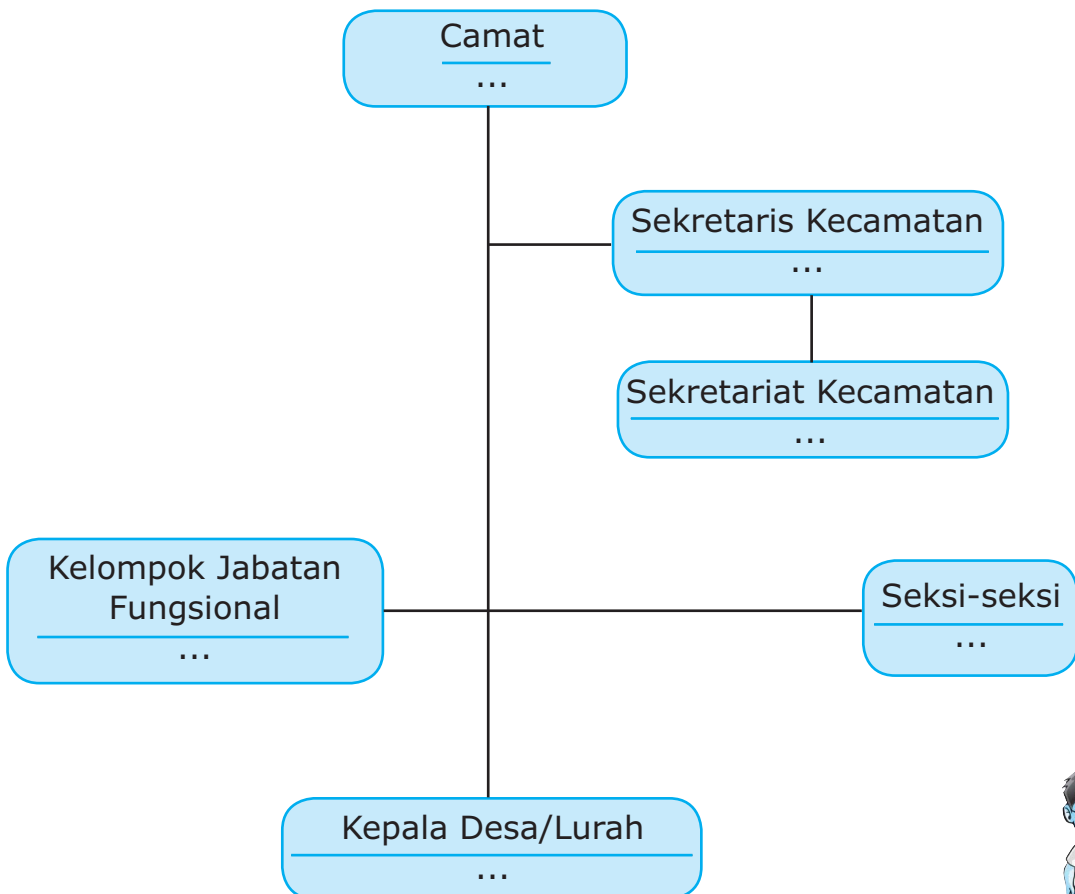 Camat
...
Sekretaris Kecamatan
...
Sekretariat Kecamatan
...
Kelompok Jabatan
Fungsional
...
Seksi-seksi
...
Kepala Desa/Lurah
...